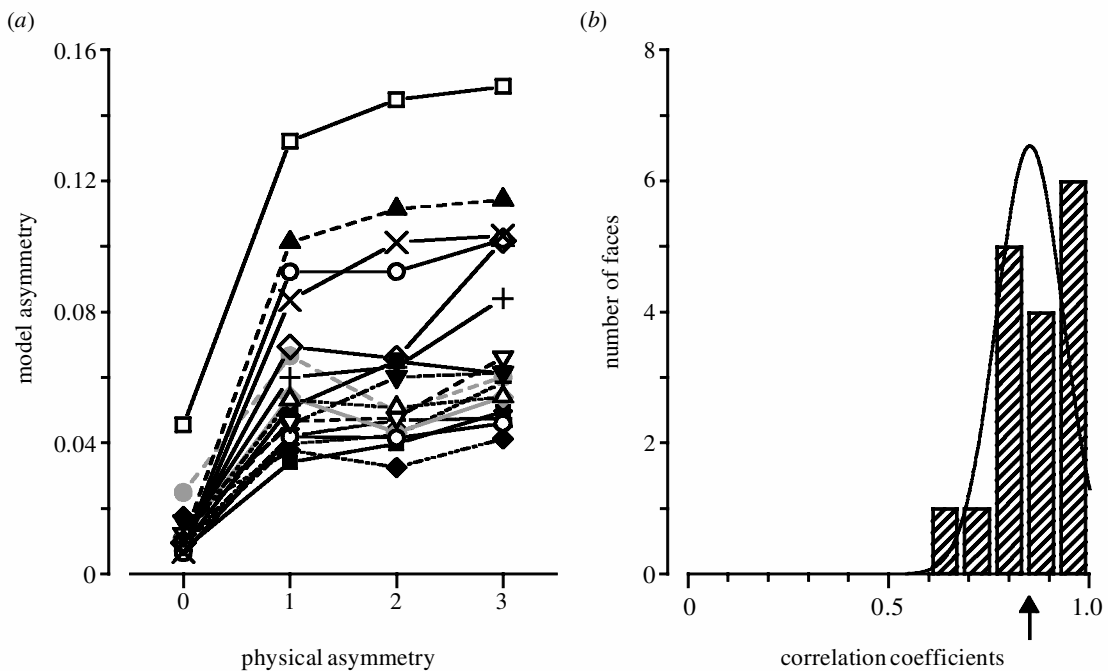 (a)
0.16
0.12
0.08
0.04
0
model asymmetry
0 1 2 3
physical asymmetry
(b)
8
6
4
2
0
number of faces
0 0.5 1.0
correlation coefficients